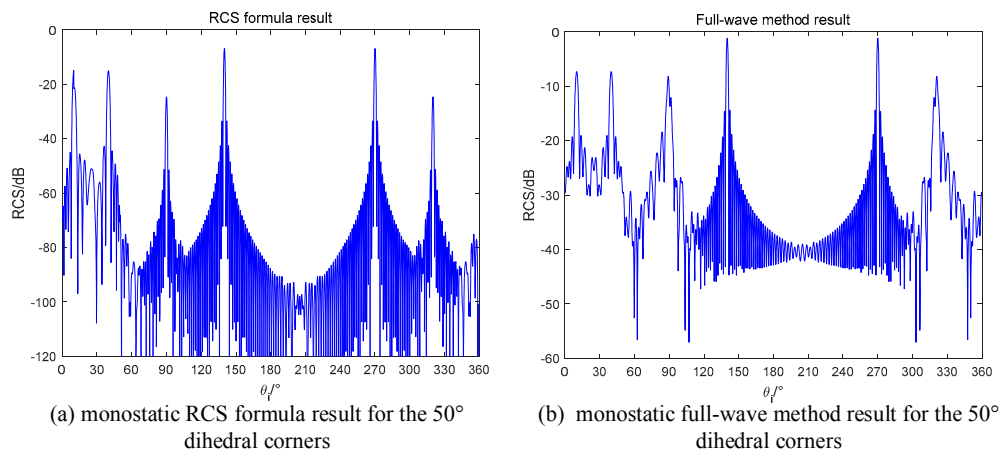 RCS formula result
0
-20
-40
-60
-80
-100
-120
RCS/dB
0 30 60 90 120 150 180 210 240 270 300 330 360
θi/°
(a) monostatic RCS formula result for the 50°
dihedral corners
Full-wave method result
0
-10
-20
-30
-40
-50
-60
RCS/dB
0 30 60 90 120 150 180 210 240 270 300 330 360
θi/°
(b) monostatic full-wave method result for the 50°
dihedral corners